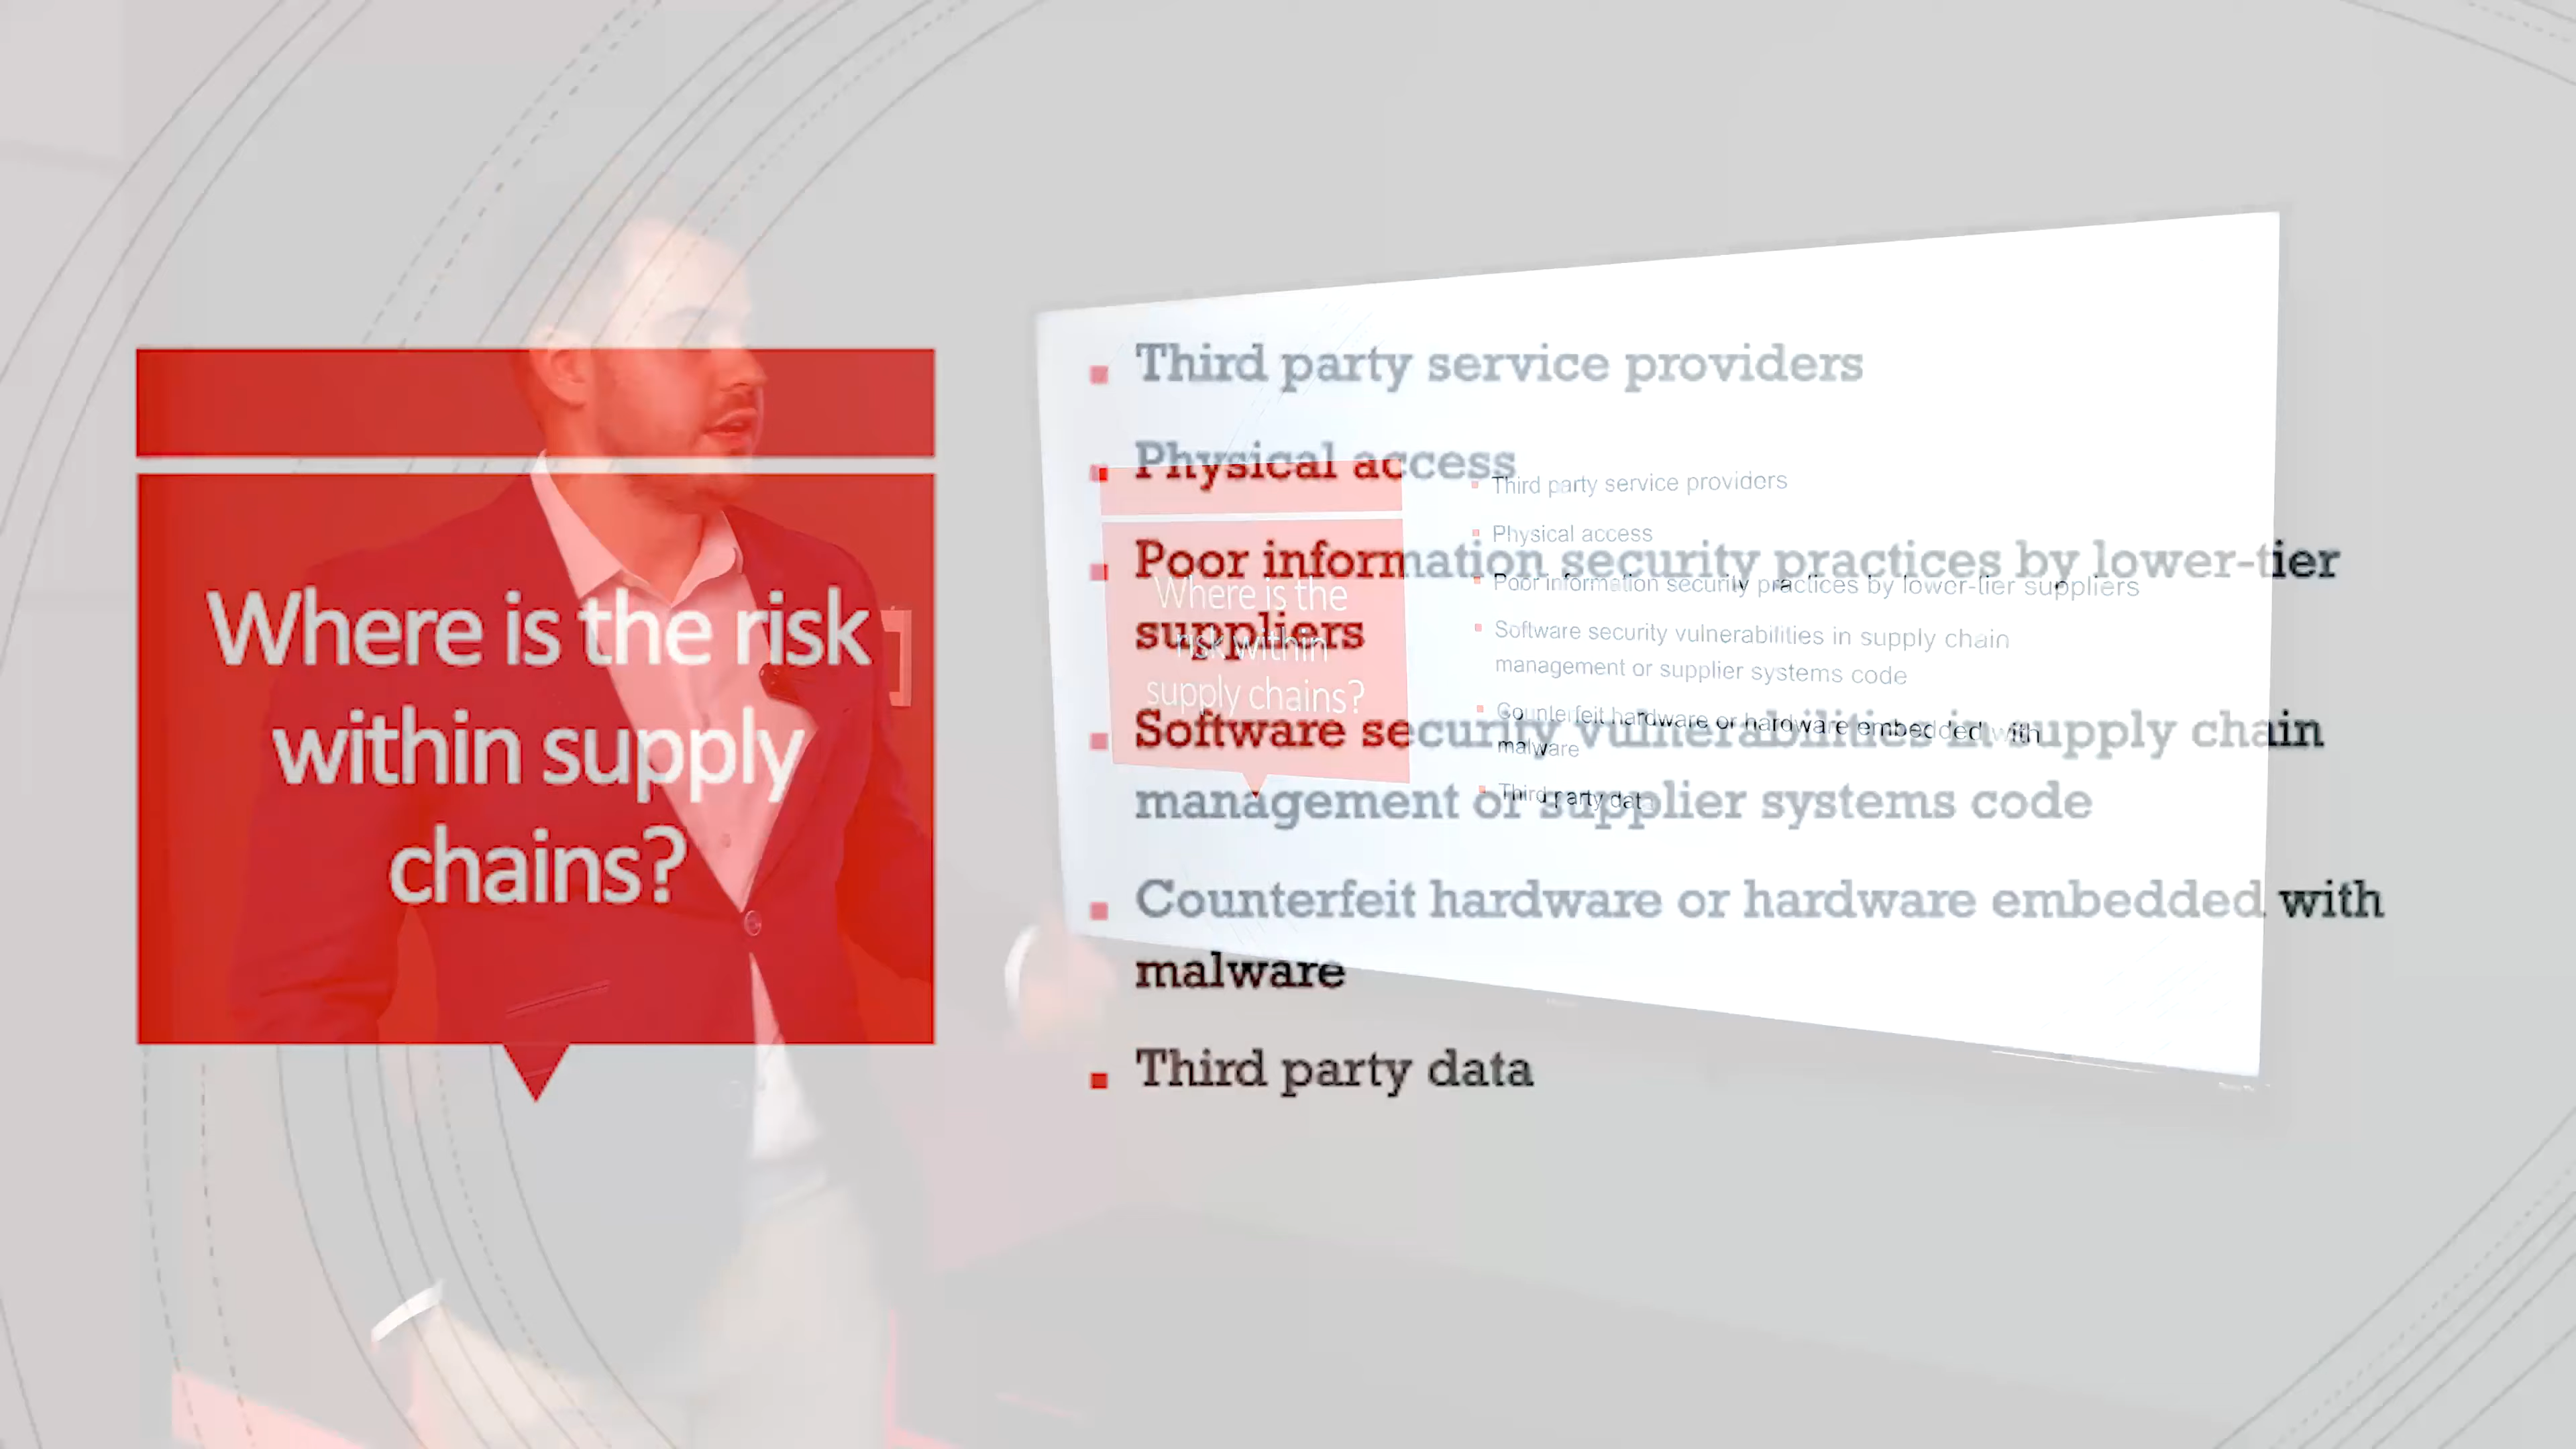 Where is the risk
within supply
chains?
Third party service providers
Physical access
Poor information security practices by lower-tier
suppliers
Software security vulnerabilities in supply chain
management or supplier systems code
Counterfeit hardware or hardware embedded with
malware
Third party data
Where is the
risk within
supply chains?
Third party service providers
Physical access
Poor information security practices by lower-tier suppliers
Software security vulnerabilities in supply chain
management or supplier systems code
Counterfeit hardware or hardware embedded with
malware
Third party data